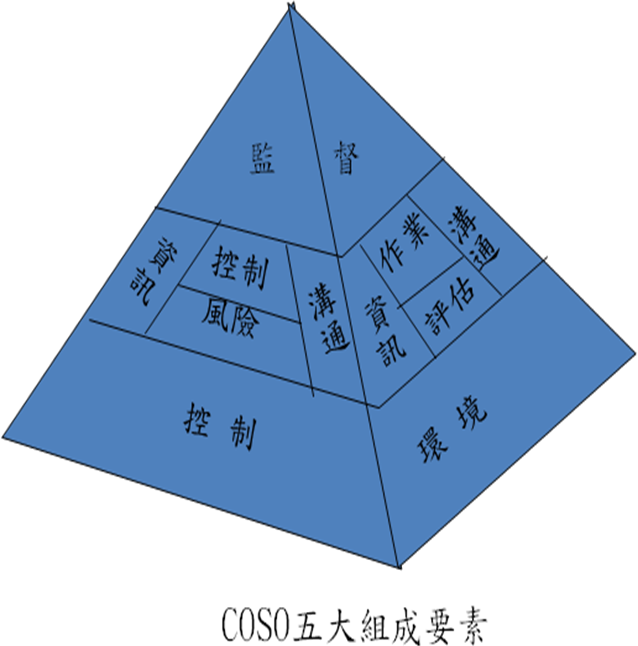 監 督
資訊
控制
風險
溝通
資訊
作業
評估
溝通
控 制
環 境
COSO五大組成要素